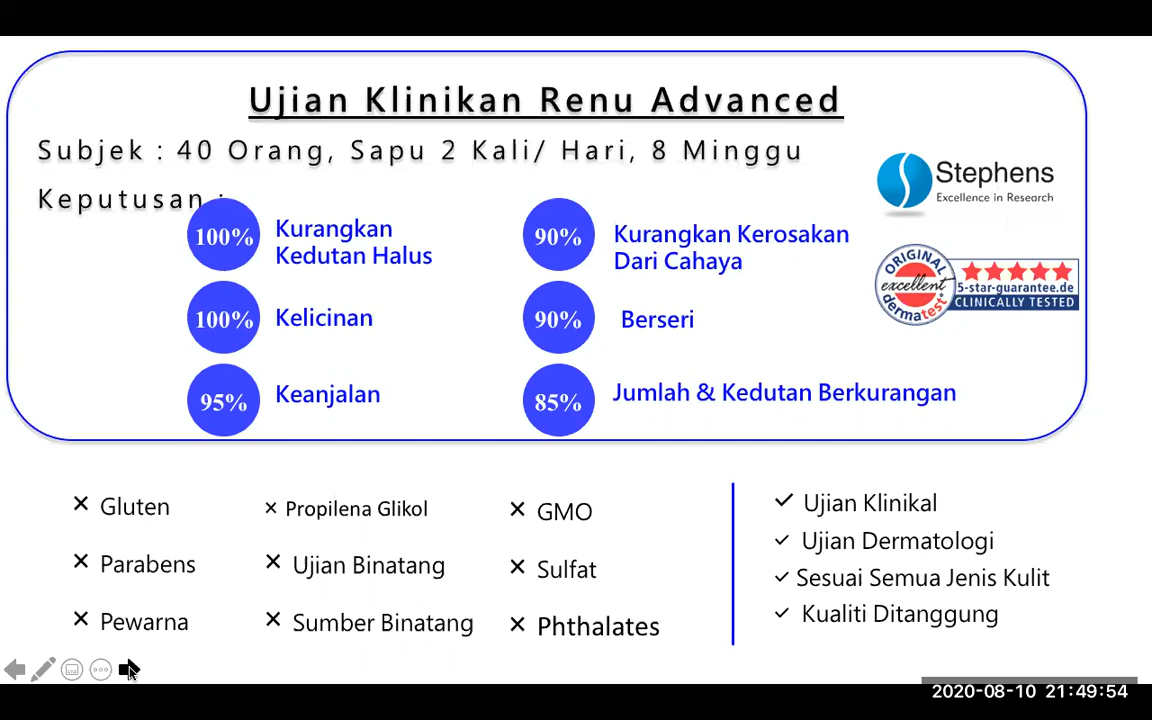 Ujian Klinikan Renu Advanced
Subjek : 40 Orang, Sapu 2 Kali/ Hari, 8 Minggu
Keputusan :
100% Kurangkan
Kedutan Halus
90% Kurangkan Kerosakan
Dari Cahaya
100% Kelicinan
90% Berseri
95% Keanjalan
85% Jumlah & Kedutan Berkurangan
Stephens
Excellence in Research
ORIGINAL
excellent
dermatest
5-star-guarantee.de
CLINICALLY TESTED
× Gluten
× Parabens
× Pewarna
× Propilena Glikol
× Ujian Binatang
× Sumber Binatang
× GMO
× Sulfat
× Phthalates
✓ Ujian Klinikal
✓ Ujian Dermatologi
✓ Sesuai Semua Jenis Kulit
✓ Kualiti Ditanggung
2020-08-10 21:49:54